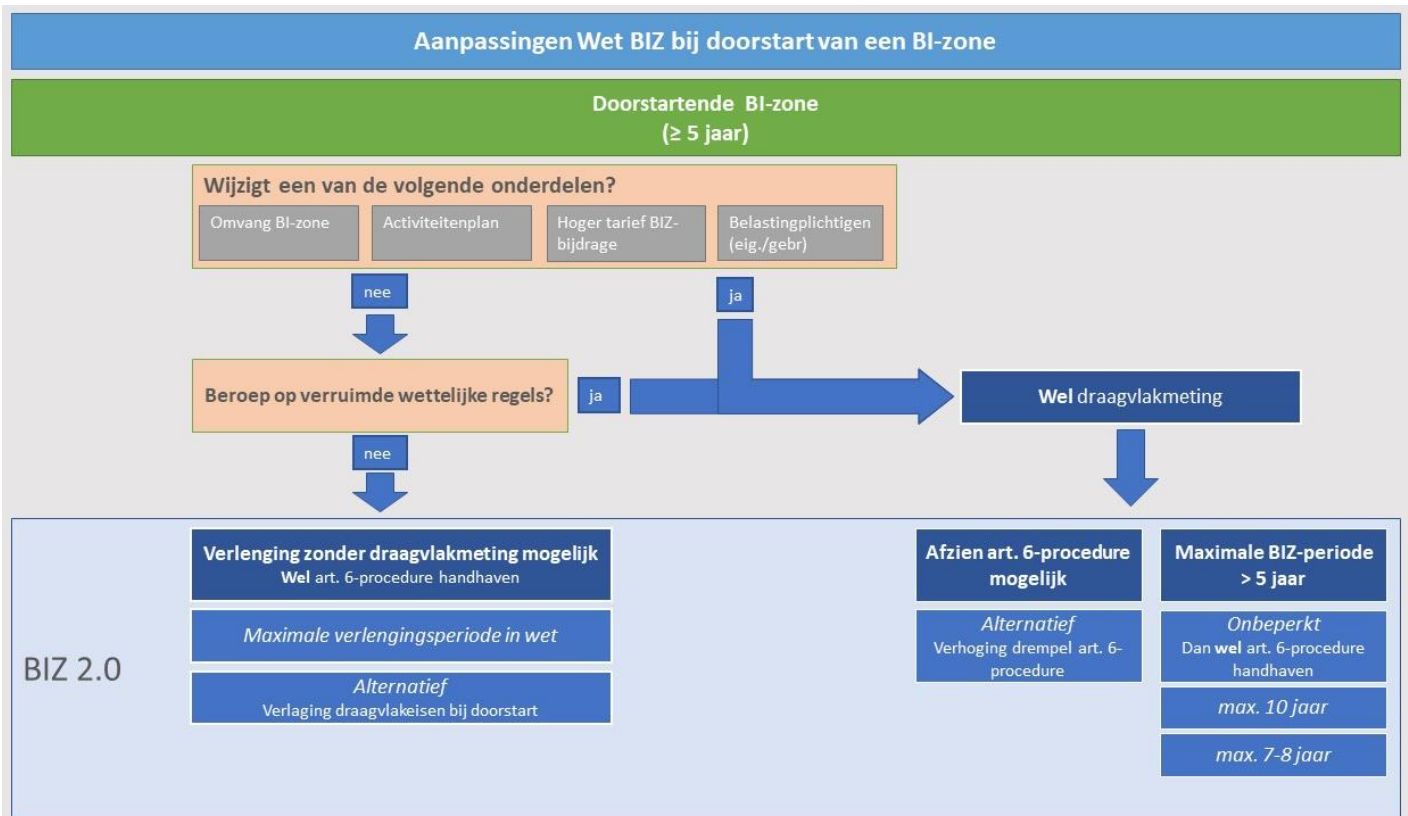 Aanpassingen Wet BIZ bij doorstart van een BI-zone
Doorstartende BI-zone
(≥ 5 jaar)
Wijzigt een van de volgende onderdelen?
Omvang BI-zone
Activiteitenplan
Hoger tarief BIZ-
bijdrage
Belastingplichtigen
(eig./gebr)
nee
ja
Beroep op verruimde wettelijke regels?
ja
Wel draagvlakmeting
nee
BIZ 2.0
Verlenging zonder draagvlakmeting mogelijk
Wel art. 6-procedure handhaven
Maximale verlengingsperiode in wet
Alternatief
Verlaging draagvlakeisen bij doorstart
Afzien art. 6-procedure
mogelijk
Alternatief
Verhoging drempel art. 6-
procedure
Maximale BIZ-periode
> 5 jaar
Onbeperkt
Dan wel art. 6-procedure
handhaven
max. 10 jaar
max. 7-8 jaar